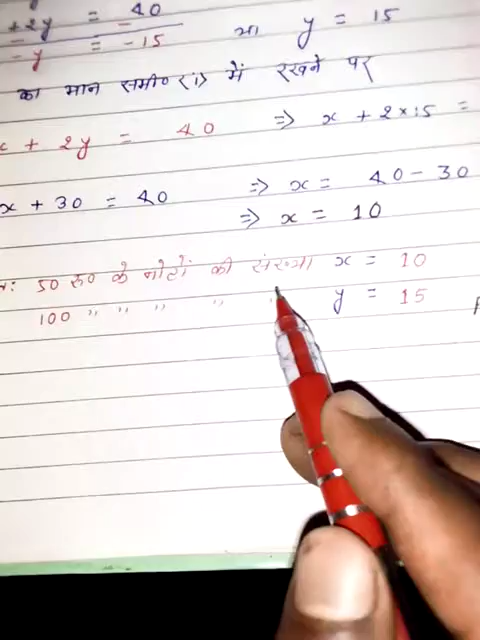 +2y = 40
-y = -15 या y = 15
का मान समी० (i) में रखने पर
x + 2y = 40 ⇒ x + 2×15 =
x + 30 = 40 ⇒ x = 40 - 30
⇒ x = 10
50 रु० के नोटों की संख्या x = 10
100 " " " " y = 15